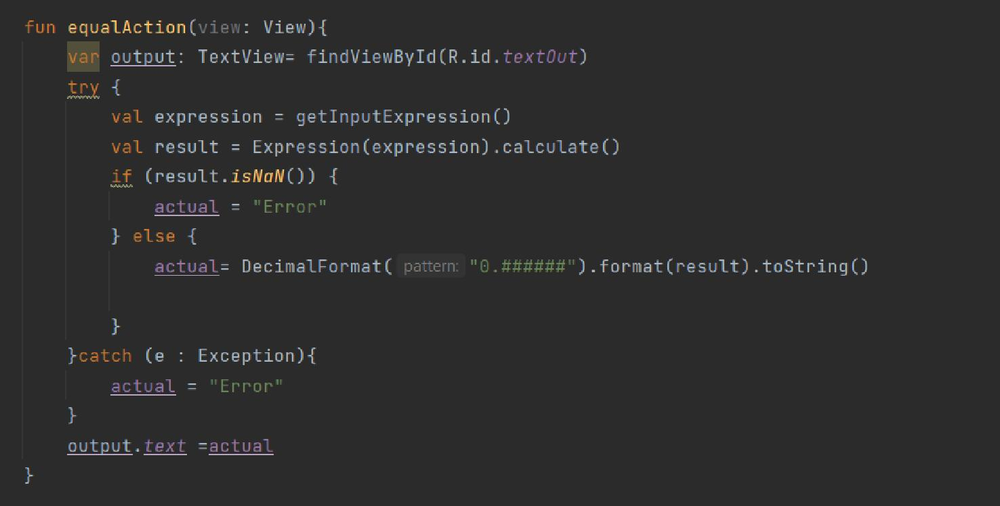 fun equalAction(view: View){
var output: TextView= findViewById(R.id.textOut)
try {
val expression = getInputExpression()
val result = Expression(expression).calculate()
if (result.isNaN()) {
actual = "Error"
} else {
actual= DecimalFormat( pattern: "0.######").format(result).toString()
}
}catch (e : Exception){
actual = "Error"
}
output.text =actual
}